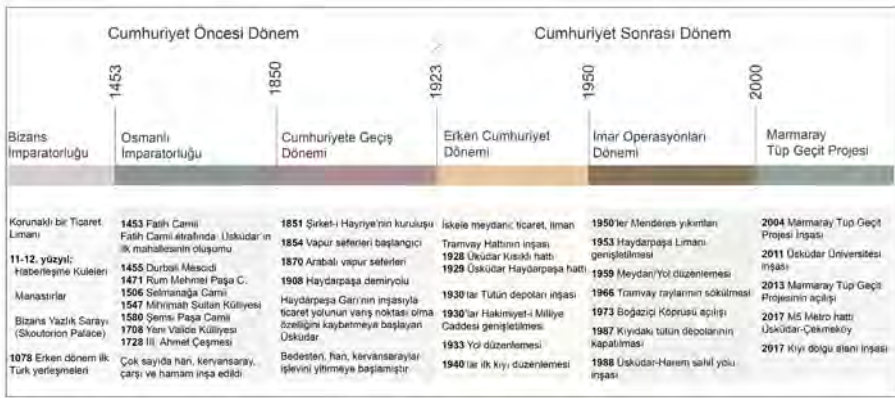 Cumhuriyet Öncesi Dönem
Cumhuriyet Sonrası Dönem
1453
1850
1923
1950
2000
Bizans
İmparatorluğu
Osmanlı
İmparatorluğu
Cumhuriyete Geçiş
Dönemi
Erken Cumhuriyet
Dönemi
İmar Operasyonları
Dönemi
Marmaray
Tüp Geçit Projesi
Korunaklı bir Ticaret
Limanı
11-12. yüzyıl;
Haberleşme Kuleleri
Manastırlar
Bizans Yazlık Sarayı
(Skoutorion Palace)
1078 Erken dönem ilk
Türk yerleşmeleri
1453 Fatih Camii
Fatih Camii etrafında Üsküdar'ın
ilk mahallesinin oluşumu
1455 Durbali Mescidi
1471 Rum Mehmet Paşa C.
1506 Selmanağa Camii
1547 Mihrimah Sultan Külliyesi
1580 Şemsi Paşa Camii
1708 Yeni Valide Külliyesi
1728 III. Ahmet Çeşmesi
Çok sayıda han, kervansaray,
çarşı ve hamam inşa edildi
1851 Şirket-i Hayriye'nin kuruluşu
1854 Vapur seferleri başlangıcı
1870 Arabalı vapur seferleri
1908 Haydarpaşa demiryolu
Haydarpaşa Garı'nın inşasıyla
ticaret yolunun varış noktası olma
özelliğini kaybetmeye başlayan
Üsküdar
Bedesten, han, kervansaraylar
işlevini yitirmeye başlamıştır
İskele meydanı; ticaret, liman
Tramvay Hattının inşası
1928 Üküdar Kısıklı hattı
1929 Üsküdar Haydarpaşa hattı
1930'lar Tütün depoları inşası
1930'lar Hakimiyet-i Milliye
Caddesi genişletilmesi
1933 Yol düzenlemesi
1940'lar ilk kıyı düzenlemesi
1950'ler Menderes yıkımları
1953 Haydarpaşa Limanı
genişletilmesi
1959 Meydan/Yol düzenlemesi
1966 Tramvay raylarının sökülmesi
1973 Boğaziçi Köprüsü açılışı
1987 Kıyıdaki tütün depolarının
kapatılması
1988 Üsküdar-Harem sahil yolu
inşası
2004 Marmaray Tüp Geçit
Projesi İnşası
2011 Üsküdar Üniversitesi
inşası
2013 Marmaray Tüp Geçit
Projesinin açılışı
2017 M5 Metro hattı
Üsküdar-Çekmeköy
2017 Kıyı dolgu alanı inşası